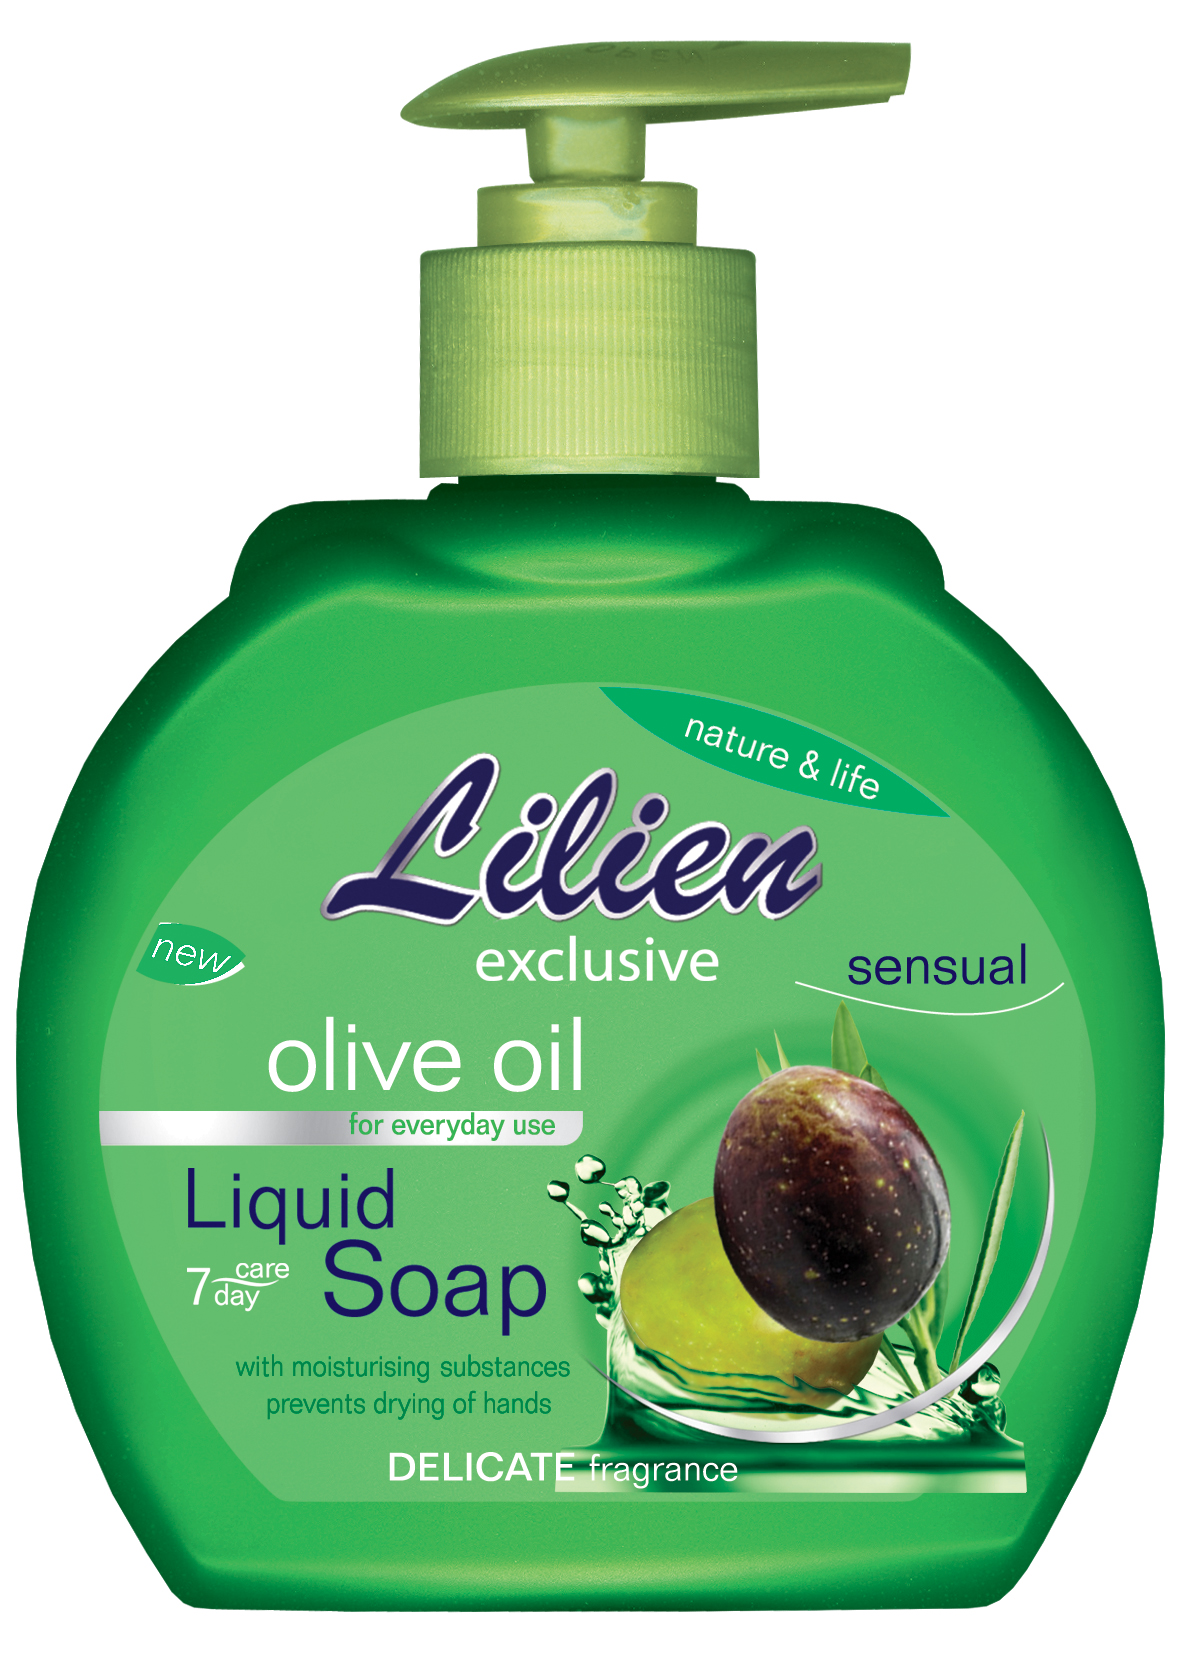 OPEN
nature & life
Lilien
exclusive
new
sensual
olive oil
for everyday use
Liquid
Soap
7 day care
with moisturising substances
prevents drying of hands
DELICATE fragrance